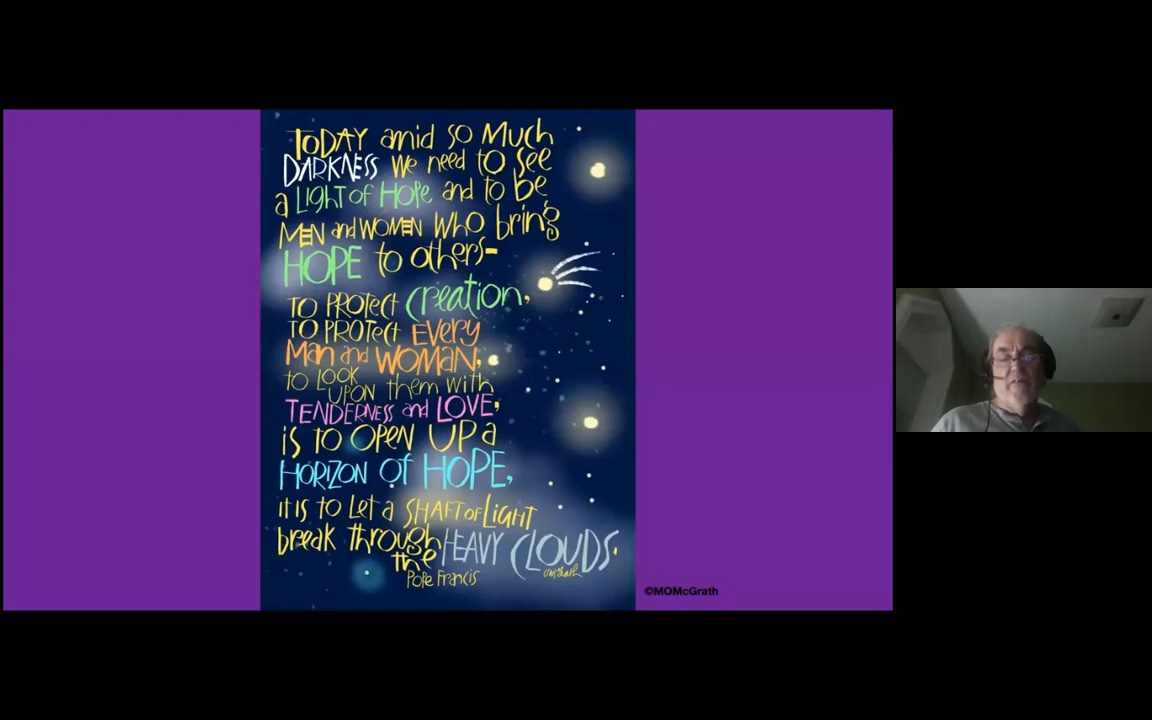 TODAY amid so Much
DARKNESS we need to see
a LIGHT of HOPe and to be
MEN and WOMEN WHO bring
HOPE to others-
TO PROTECT Creation,
TO PROTECT EVERY
Man and WOMAN,
to LOOK
UPON them with
TENDERNESS and LOVE,
is TO OPEN UP a
HORIZON Of HOPE,
it is to Let a SHAFT OF LIGHT
break through
the HEAVY CLOUDS.
Pope Francis
©MOMcGrath